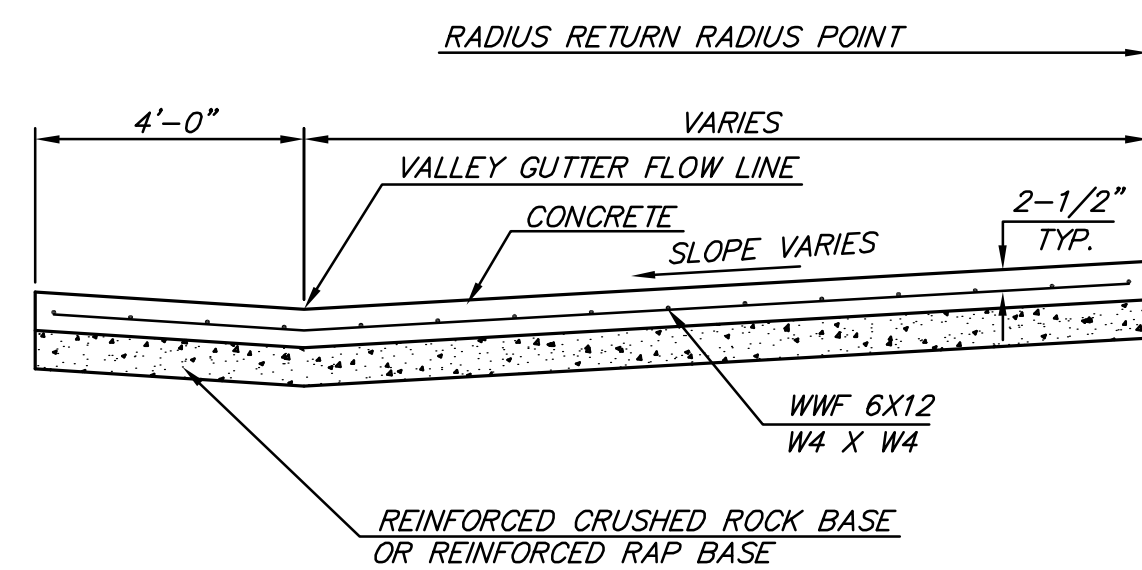 RADIUS RETURN RADIUS POINT
4'-0"
VARIES
VALLEY GUTTER FLOW LINE
CONCRETE
SLOPE VARIES
2-1/2"
TYP.
WWF 6X12
W4 X W4
REINFORCED CRUSHED ROCK BASE
OR REINFORCED RAP BASE